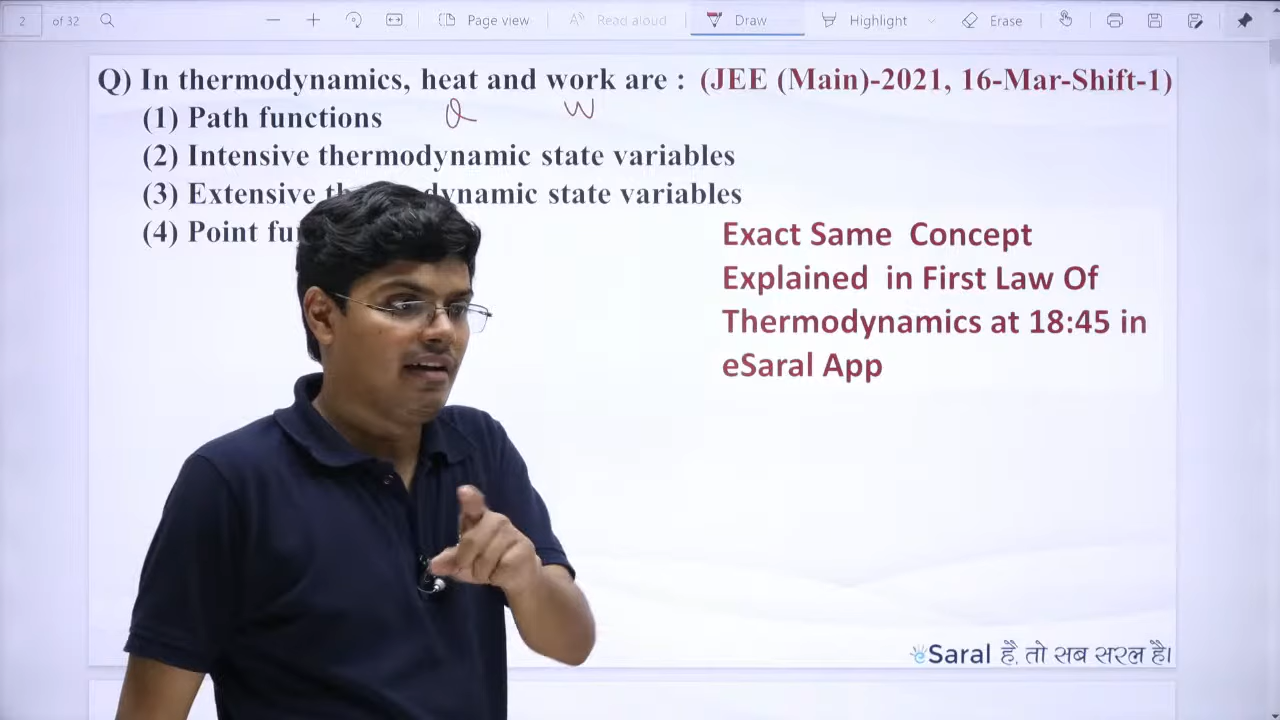 2 of 32 Page view Read aloud Draw Highlight Erase
Q) In thermodynamics, heat and work are : (JEE (Main)-2021, 16-Mar-Shift-1)
Q W
(1) Path functions
(2) Intensive thermodynamic state variables
(3) Extensive dynamic state variables
(4) Point
Exact Same Concept
Explained in First Law Of
Thermodynamics at 18:45 in
eSaral App
eSaral है, तो सब सरल है।